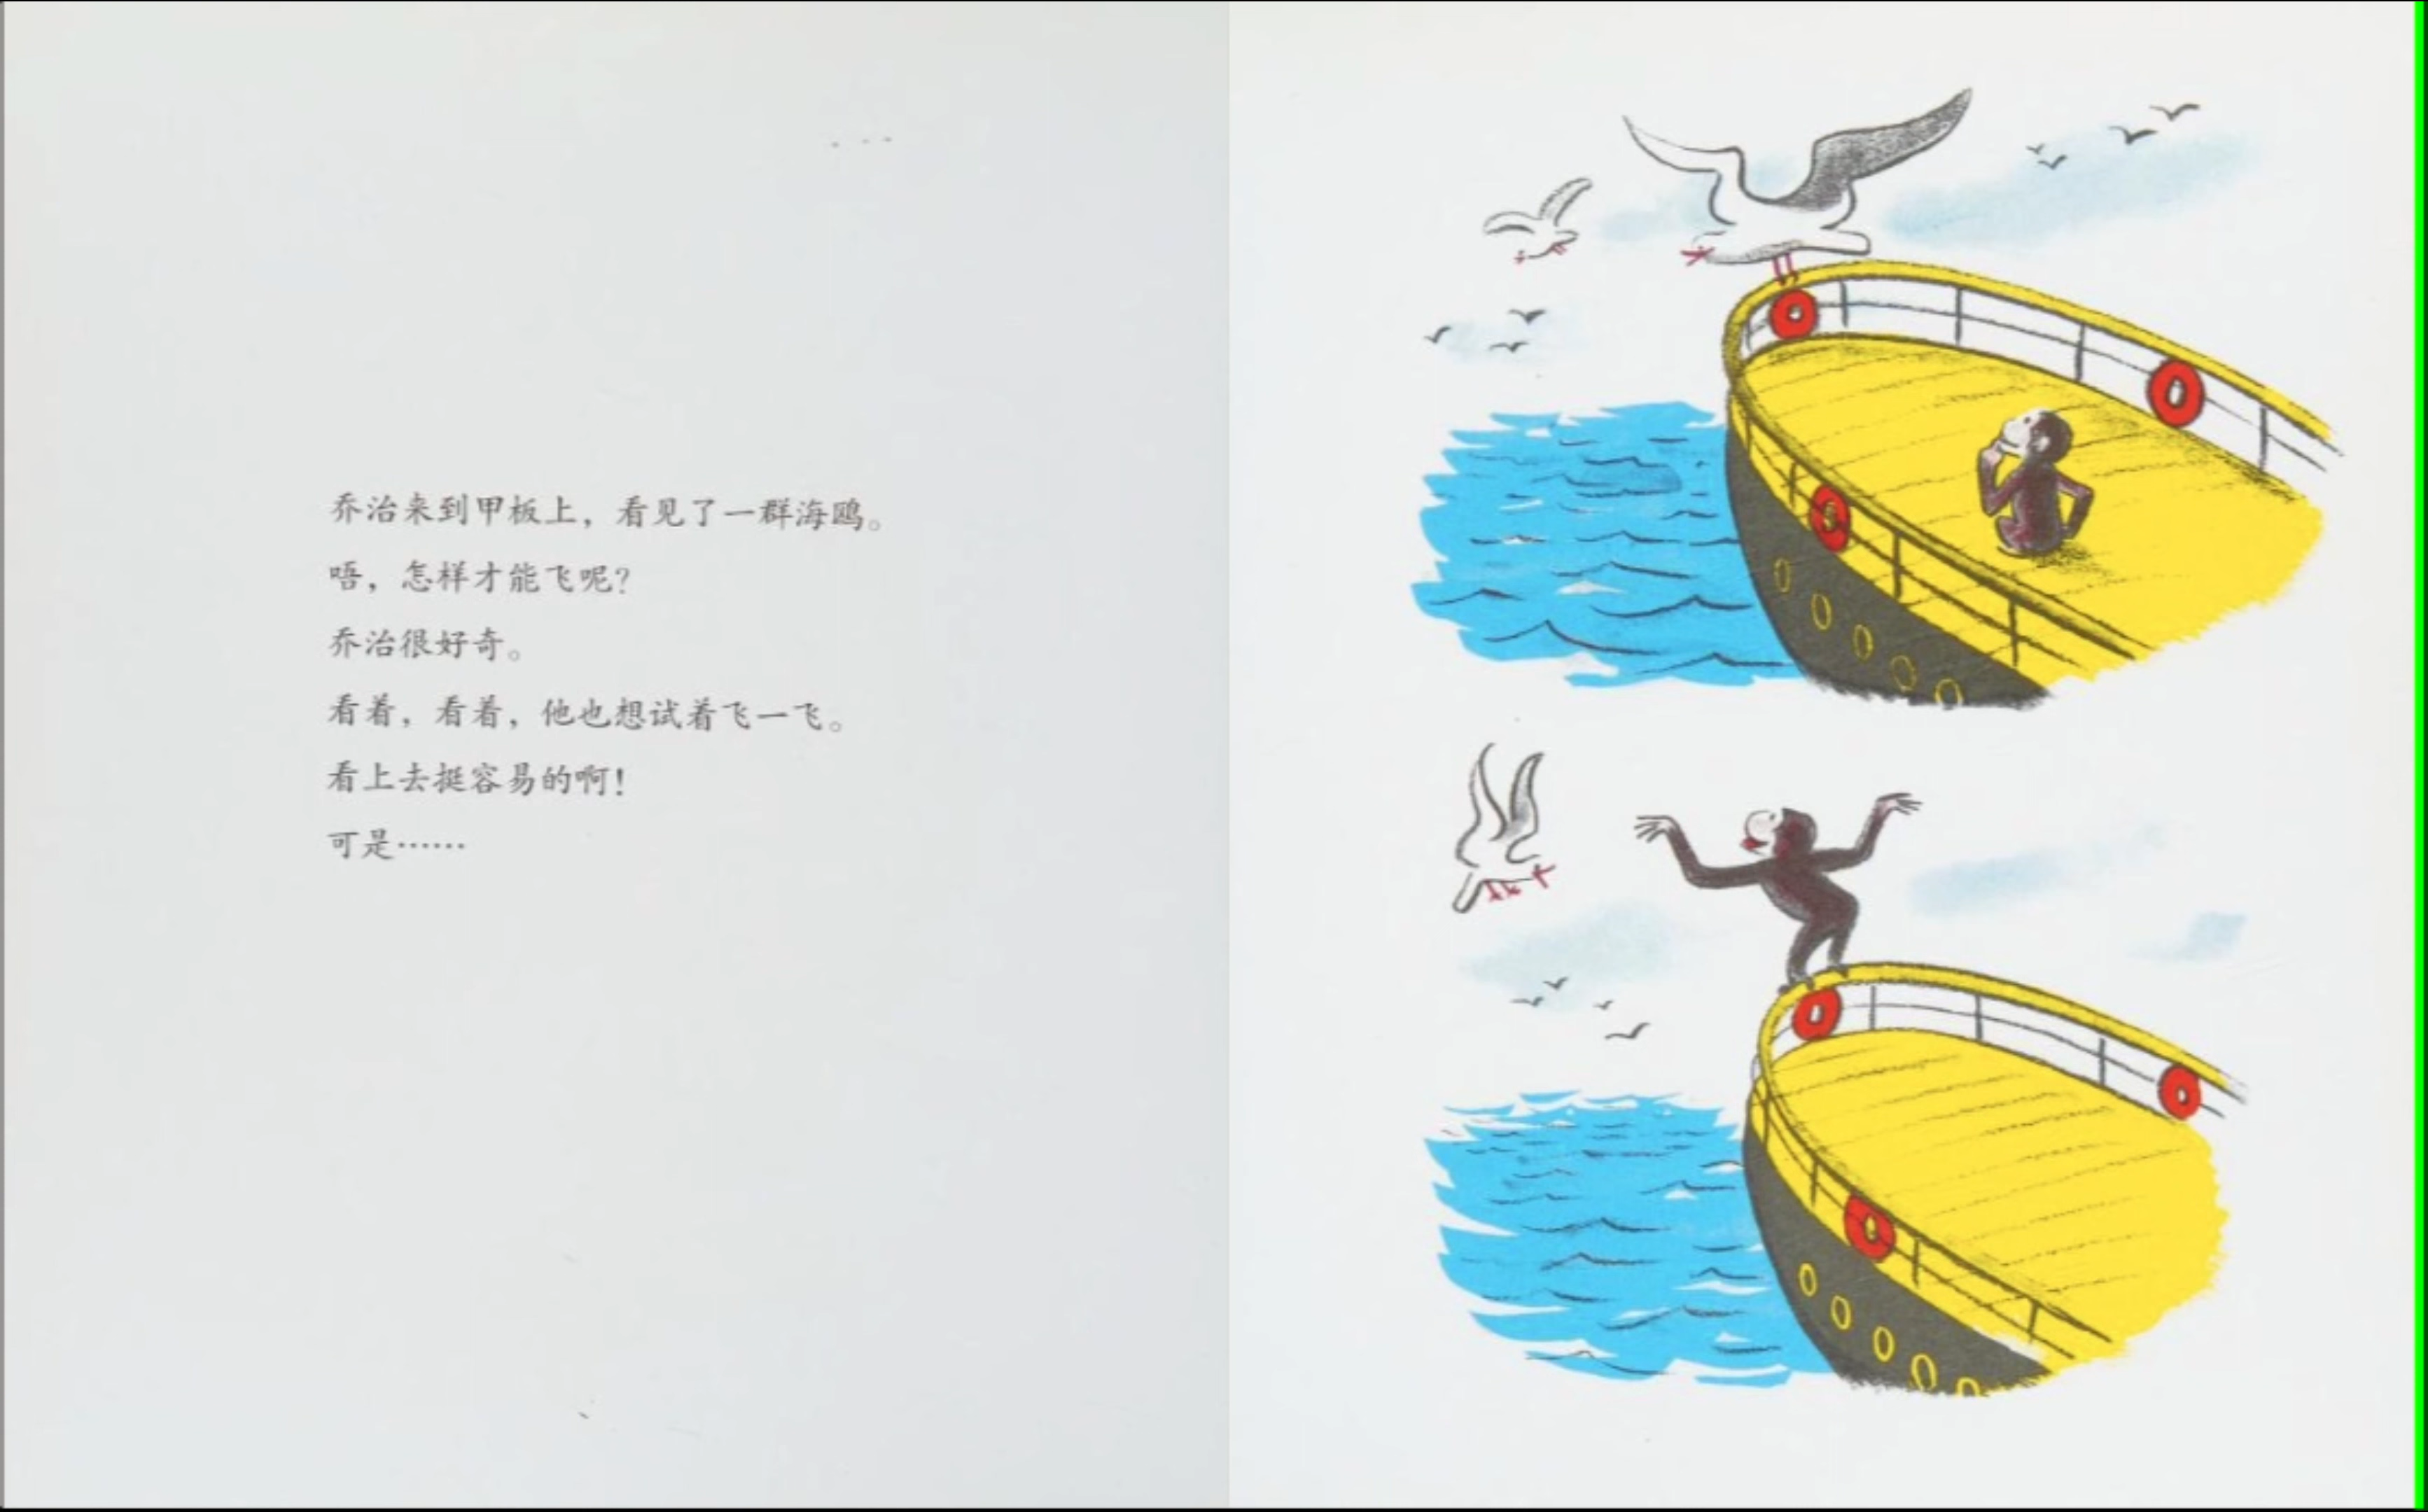 乔治来到甲板上，看见了一群海鸥。
唔，怎样才能飞呢？
乔治很好奇。
看着，看着，他也想试着飞一飞。
看上去挺容易的啊！
可是……